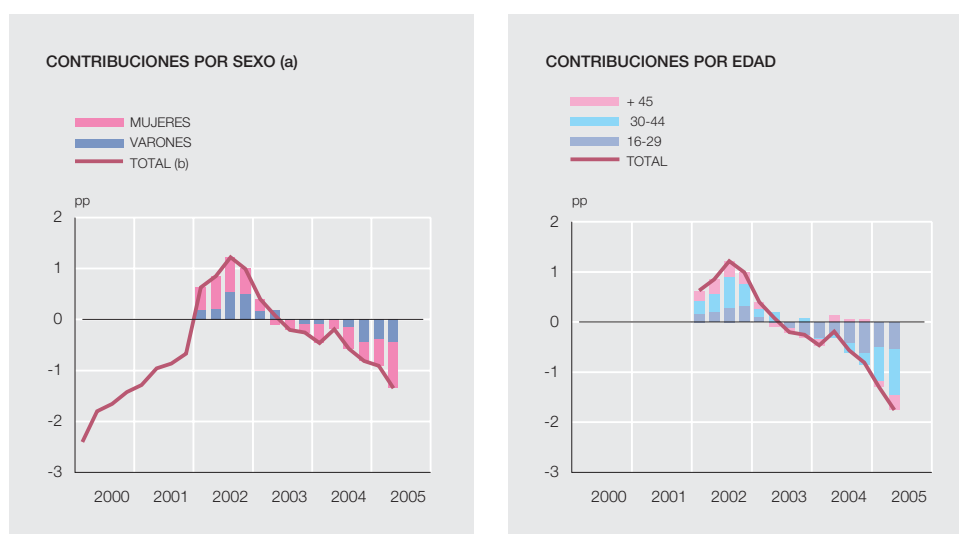 CONTRIBUCIONES POR SEXO (a)
MUJERES
VARONES
TOTAL (b)
pp
2
1
0
-1
-2
-3
2000 2001 2002 2003 2004 2005
CONTRIBUCIONES POR EDAD
+ 45
30-44
16-29
TOTAL
pp
2
1
0
-1
-2
-3
2000 2001 2002 2003 2004 2005